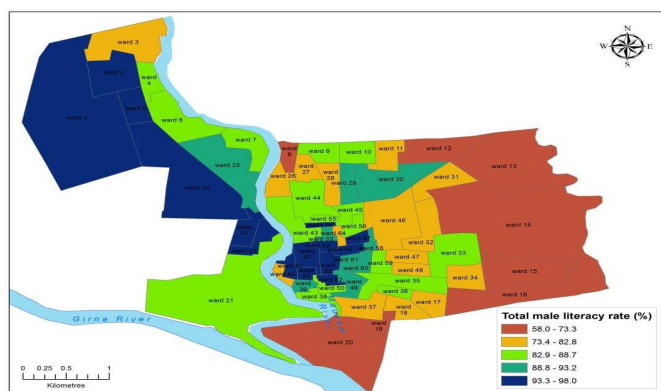 N
W E
S
ward 3
ward 2
ward 4
ward 1
ward 6
ward 7
ward 8
ward 9
ward 10
ward 11
ward 12
ward 13
ward 25
ward 26
ward 27
ward 28
ward 29
ward 30
ward 31
ward 24
ward 44
ward 45
ward 46
ward 14
ward 55
ward 56
ward 43
ward 64
ward 32
ward 33
ward 58
ward 47
ward 61
ward 59
ward 60
ward 48
ward 34
ward 15
ward 35
ward 49
ward 50
ward 36
ward 16
ward 21
ward 38
ward 37
ward 17
ward 18
ward 19
ward 20
Girna River
0 0.25 0.5 1
Kilometres
Total male literacy rate (%)
58.0 - 73.3
73.4 - 82.8
82.9 - 88.7
88.8 - 93.2
93.3 - 98.0